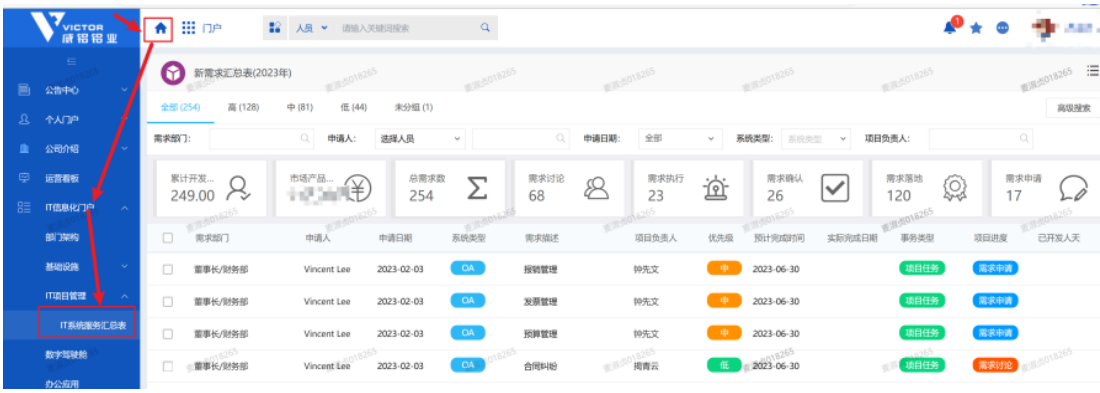 VICTOR
门户
人员
请输入关键词搜索
1
公告中心
个人门户
公司介绍
运营看板
IT信息化门户
部门架构
基础设施
IT项目管理
IT系统服务汇总表
数字驾驶舱
办公应用
新需求汇总表(2023年)
全部 (254) 高 (128) 中 (81) 低 (44) 未分组 (1)
高级搜索
需求部门: 申请人: 选择人员 申请日期: 全部 系统类型: 系统类型 项目负责人:
累计开发... 市场产品... 总需求数 需求讨论 需求执行 需求确认 需求落地 需求申请
249.00 254 68 23 26 120 17
需求部门 申请人 申请日期 系统类型 需求描述 项目负责人 优先级 预计完成时间 实际完成日期 事务类型 项目进度 已开发人天
董事长/财务部 Vincent Lee 2023-02-03 OA 报销管理 钟先文 中 2023-06-30 项目任务 需求申请
董事长/财务部 Vincent Lee 2023-02-03 OA 发票管理 钟先文 中 2023-06-30 项目任务 需求申请
董事长/财务部 Vincent Lee 2023-02-03 OA 预算管理 钟先文 中 2023-06-30 项目任务 需求申请
董事长/财务部 Vincent Lee 2023-02-03 OA 合同纠纷 揭青云 低 2023-06-30 项目任务 需求讨论